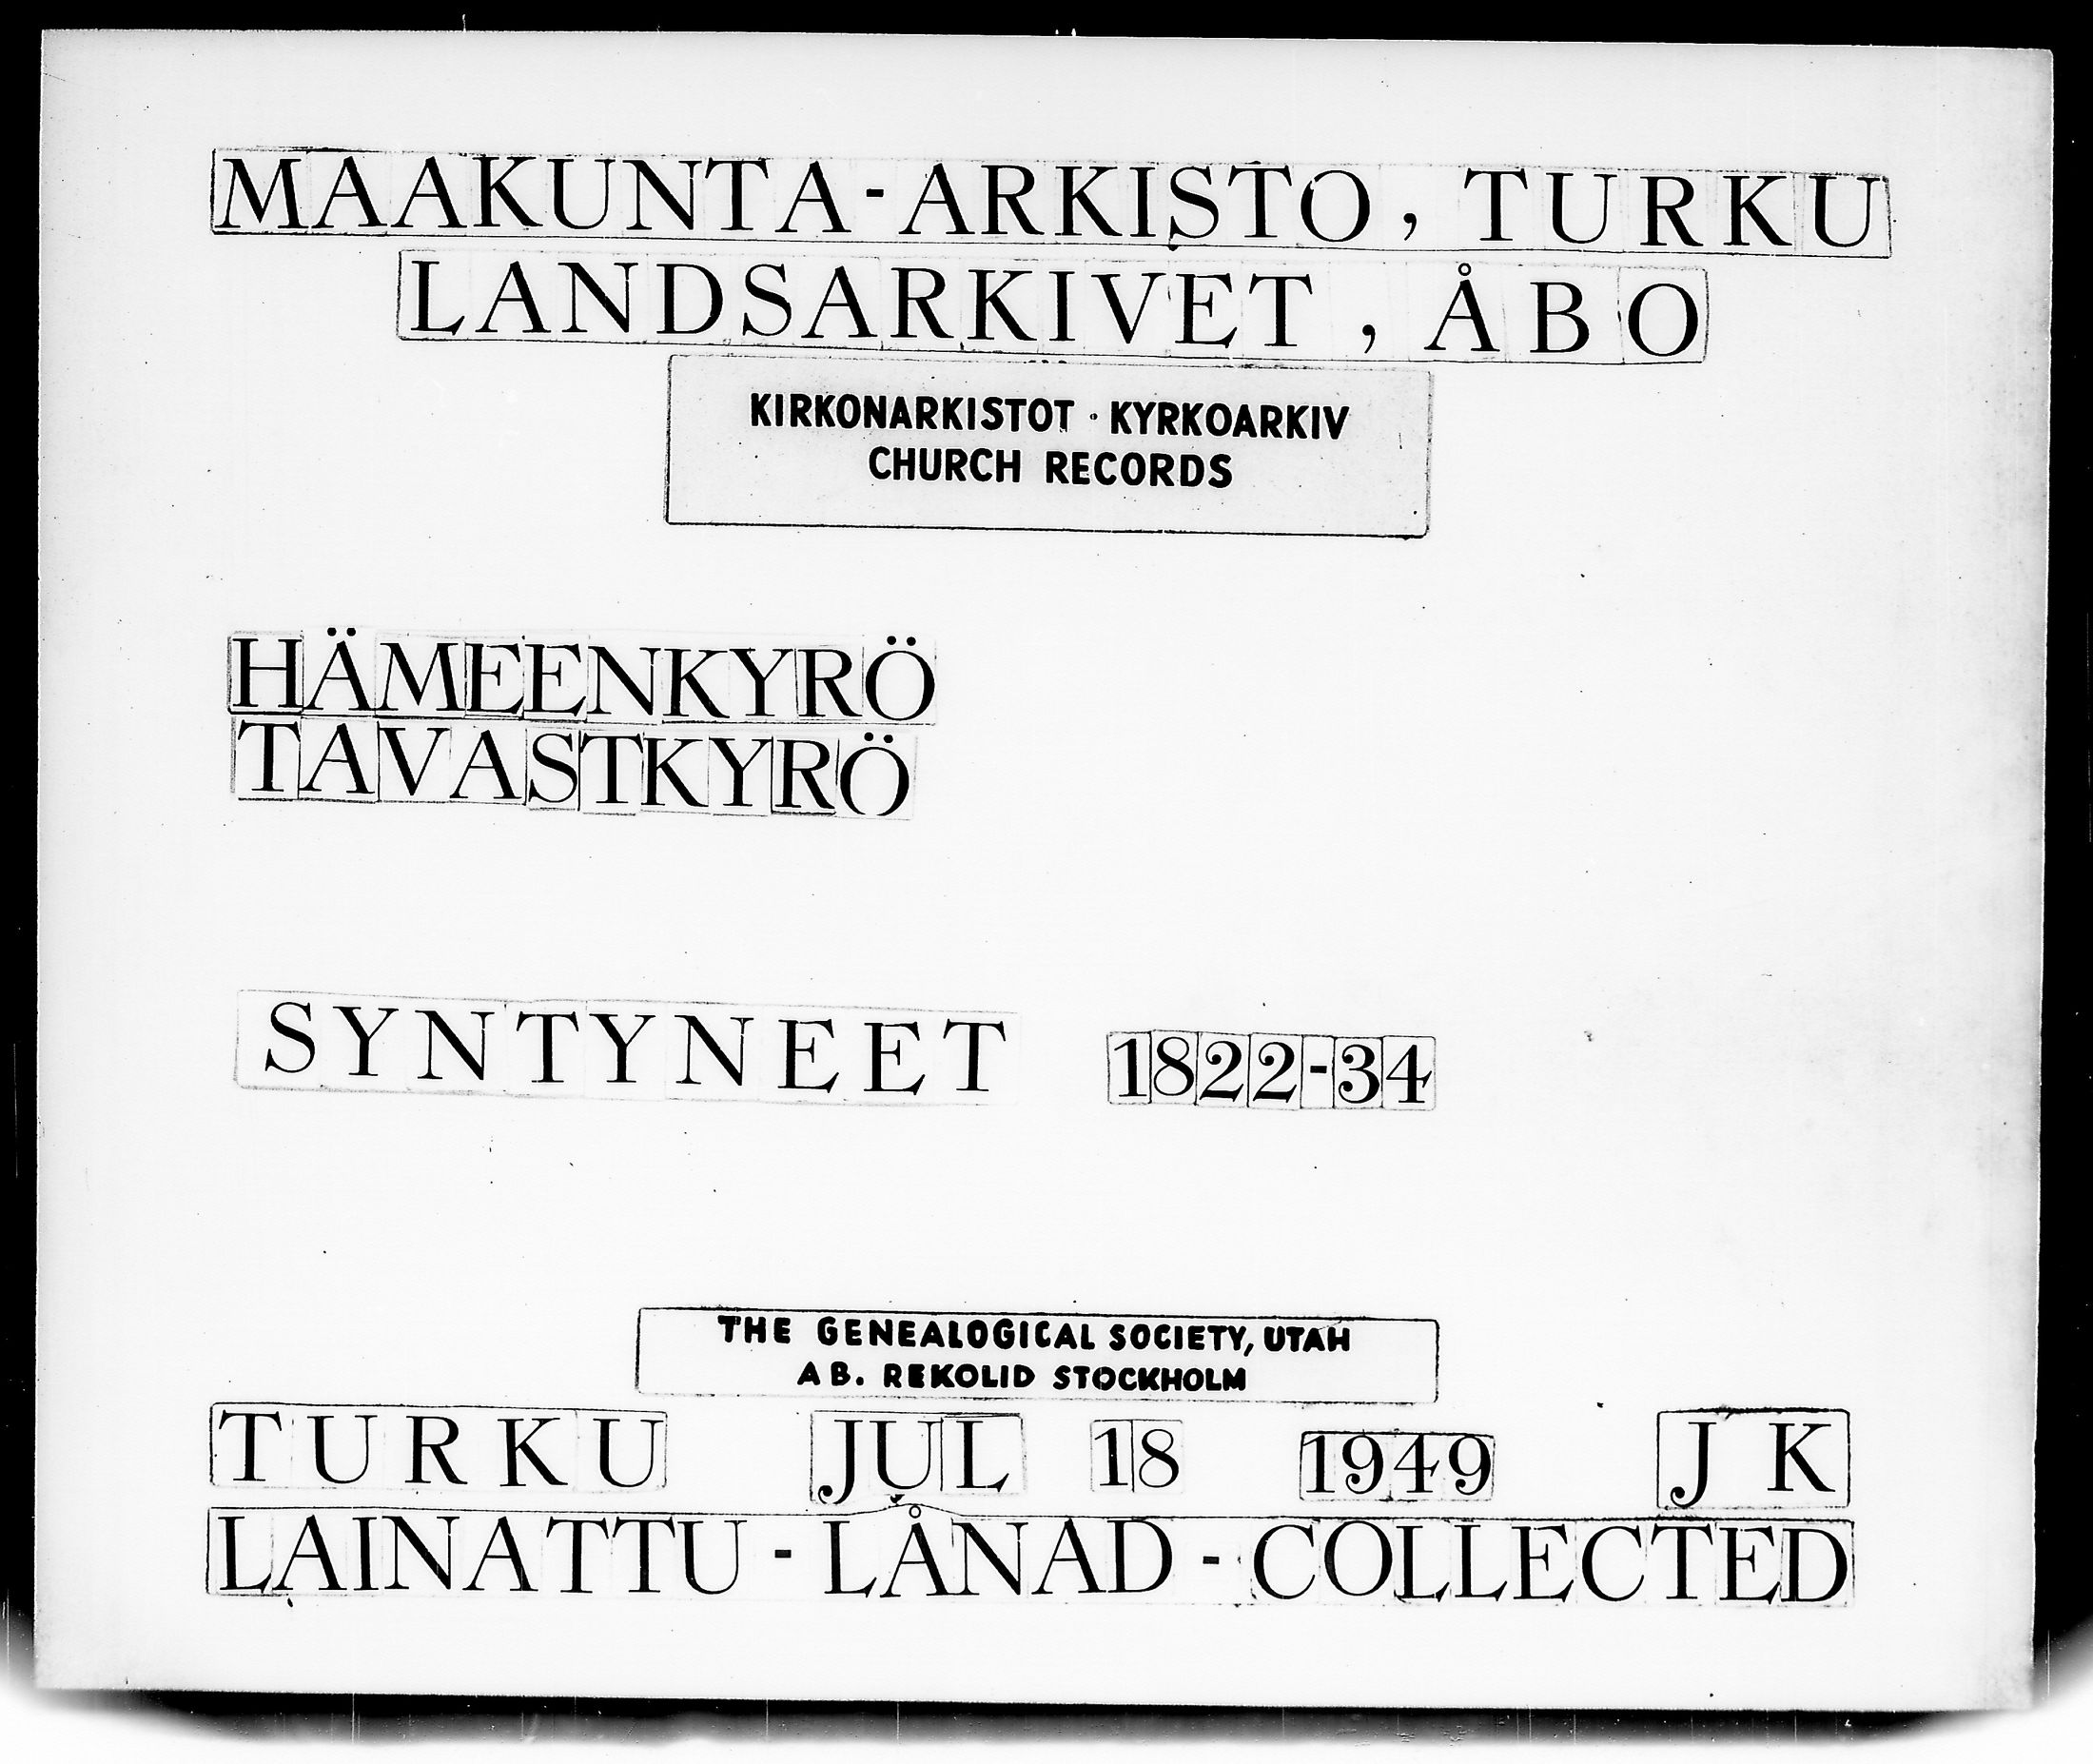 MAAKUNTA-ARKISTO, TURKU
LANDSARKIVET, ÅBO
KIRKONARKISTOT · KYRKOARKIV
CHURCH RECORDS
HÄMEENKYRÖ
TAVASTKYRÖ
SYNTYNEET 1822-34
THE GENEALOGICAL SOCIETY, UTAH
AB. REKOLID STOCKHOLM
TURKU JUL 18 1949 J K
LAINATTU - LÅNAD - COLLECTED